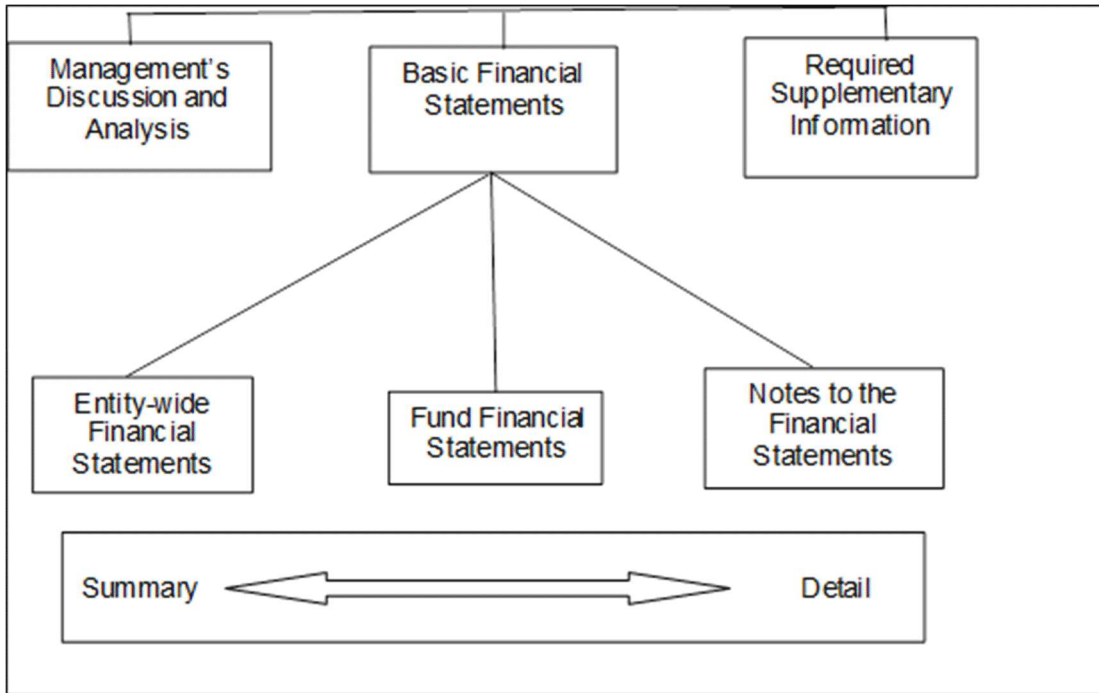 Management's
Discussion and
Analysis
Basic Financial
Statements
Required
Supplementary
Information
Entity-wide
Financial
Statements
Fund Financial
Statements
Notes to the
Financial
Statements
Summary
Detail